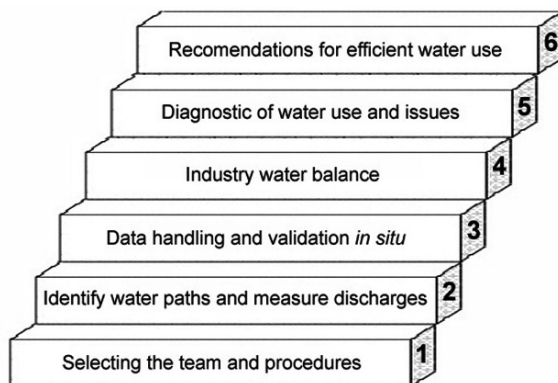 Recomendations for efficient water use 6
Diagnostic of water use and issues 5
Industry water balance 4
Data handling and validation in situ 3
Identify water paths and measure discharges 2
Selecting the team and procedures 1